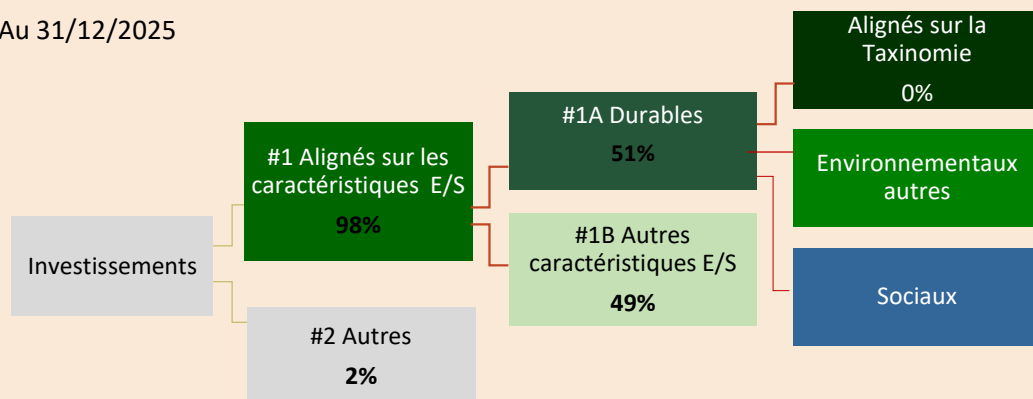 Au 31/12/2025
Investissements
#1 Alignés sur les
caractéristiques E/S
98%
#2 Autres
2%
#1A Durables
51%
#1B Autres
caractéristiques E/S
49%
Alignés sur la
Taxinomie
0%
Environnementaux
autres
Sociaux